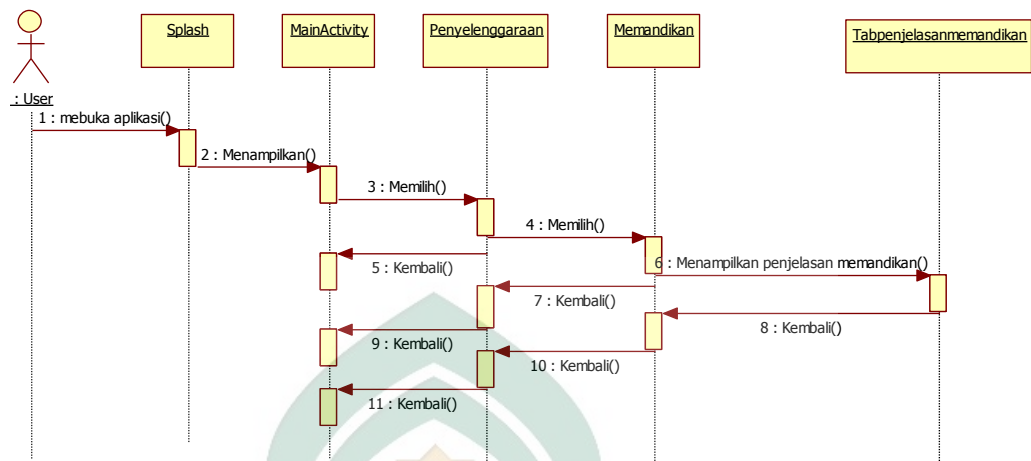 Splash
MainActivity
Penyelenggaraan
Memandikan
Tabpenjelasanmemandikan
: User
1 : mebuka aplikasi()
2 : Menampilkan()
3 : Memilih()
4 : Memilih()
5 : Kembali()
6 : Menampilkan penjelasan memandikan()
7 : Kembali()
8 : Kembali()
9 : Kembali()
10 : Kembali()
11 : Kembali()